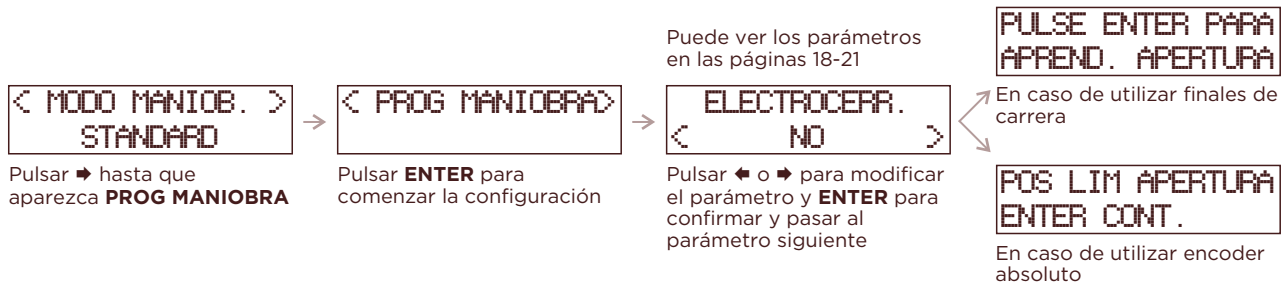 < MODO MANIOB. >
STANDARD
Pulsar ➡ hasta que
aparezca PROG MANIOBRA
< PROG MANIOBRA>
Pulsar ENTER para
comenzar la configuración
Puede ver los parámetros
en las páginas 18-21
ELECTROCERR.
< NO >
Pulsar ⬅ o ➡ para modificar
el parámetro y ENTER para
confirmar y pasar al
parámetro siguiente
PULSE ENTER PARA
APREND. APERTURA
En caso de utilizar finales de
carrera
POS LIM APERTURA
ENTER CONT.
En caso de utilizar encoder
absoluto